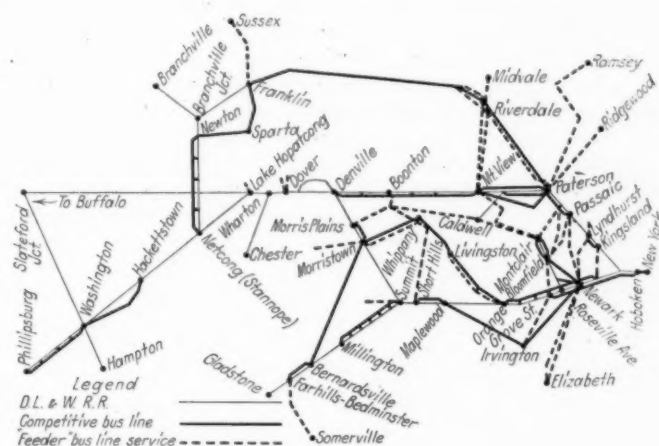 Sussex
Branchville
Branchville
Jct.
Franklin
Newton
Sparta
Midvale
Riverdale
Ramsey
Ridgewood
To Buffalo
Slateford
Jct.
Lake Hopatcong
Wharton
Dover
Denville
Boonton
Mt. View
Paterson
Passaic
Lyndhurst
Kingsland
New York
Hoboken
Hackettstown
Washington
Phillipsburg
Hampton
Netcong (Stanhope)
Chester
Morris Plains
Morristown
Whippany
Summit
Short Hills
Caldwell
Livingston
Montclair
Bloomfield
Maplewood
Orange
Grove St.
Irvington
Newark
Roseville Ave.
Elizabeth
Millington
Gladstone
Bernardsville
Farhills-Bedminster
Somerville
Legend
D.L. & W. R.R.
Competitive bus line
"Feeder" bus line service